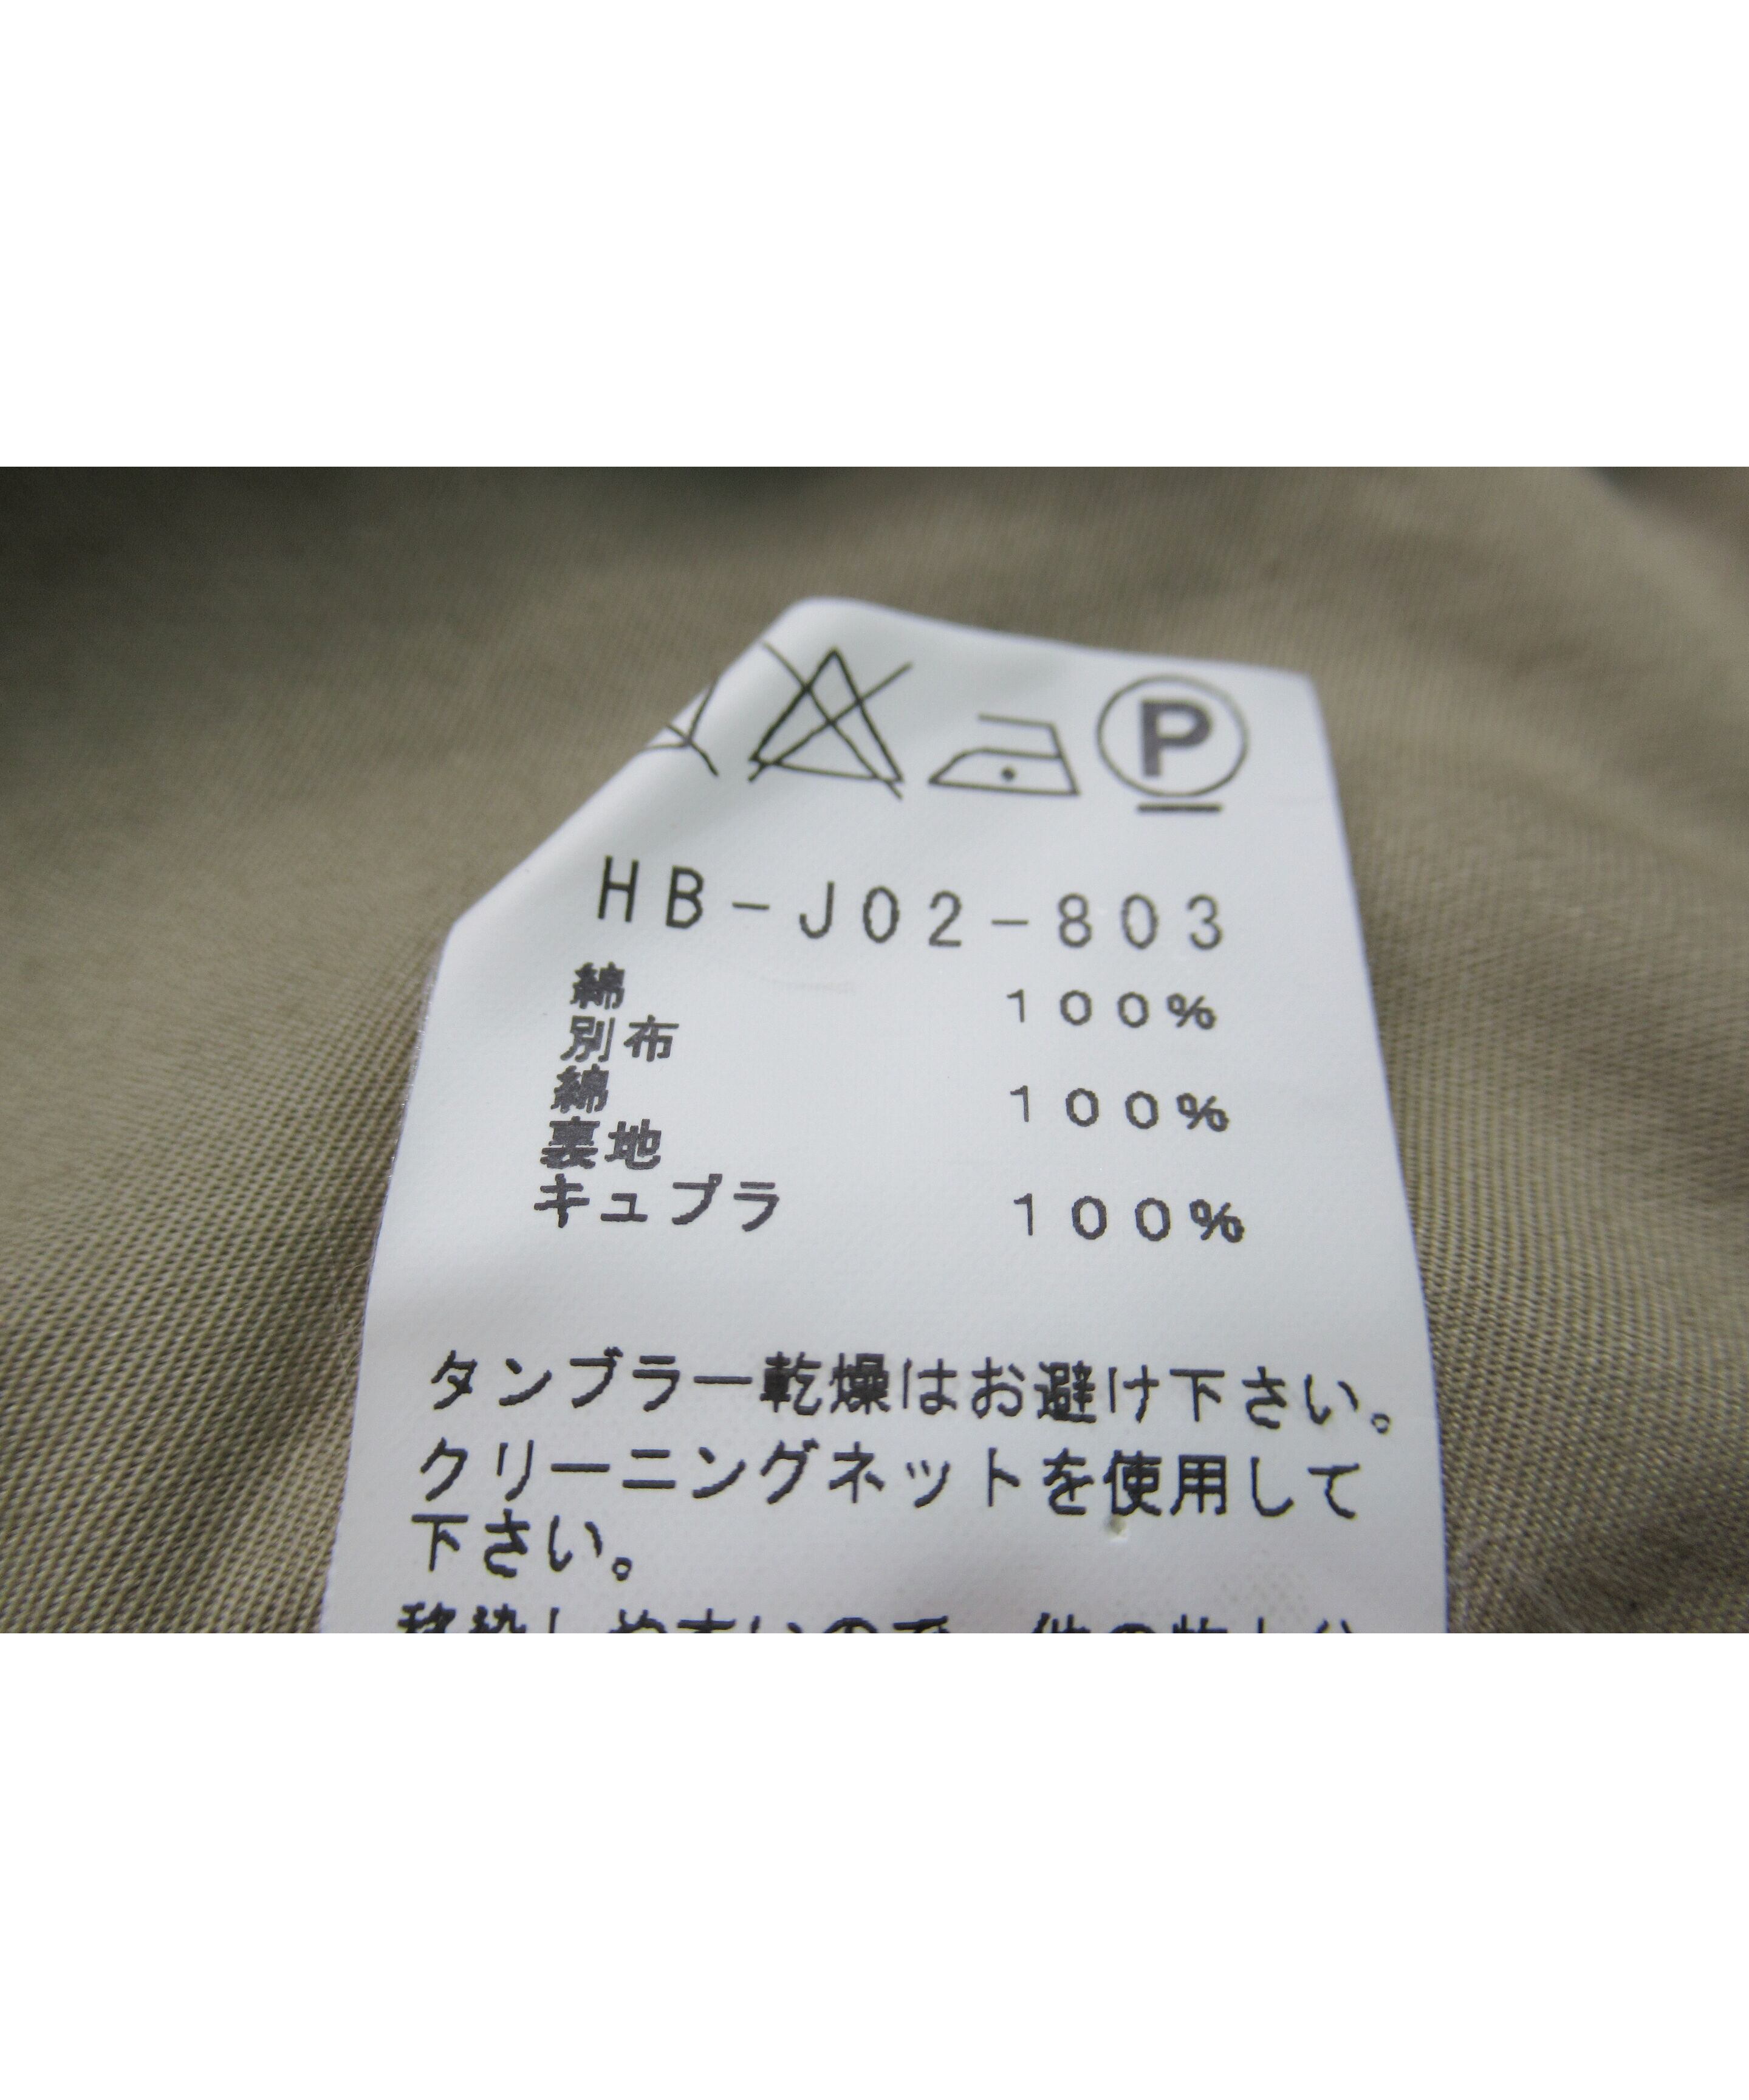 P
HB-J02-803
綿 100%
別布
綿 100%
裏地
キュプラ 100%
タンブラー乾燥はお避け下さい。
クリーニングネットを使用して
下さい。